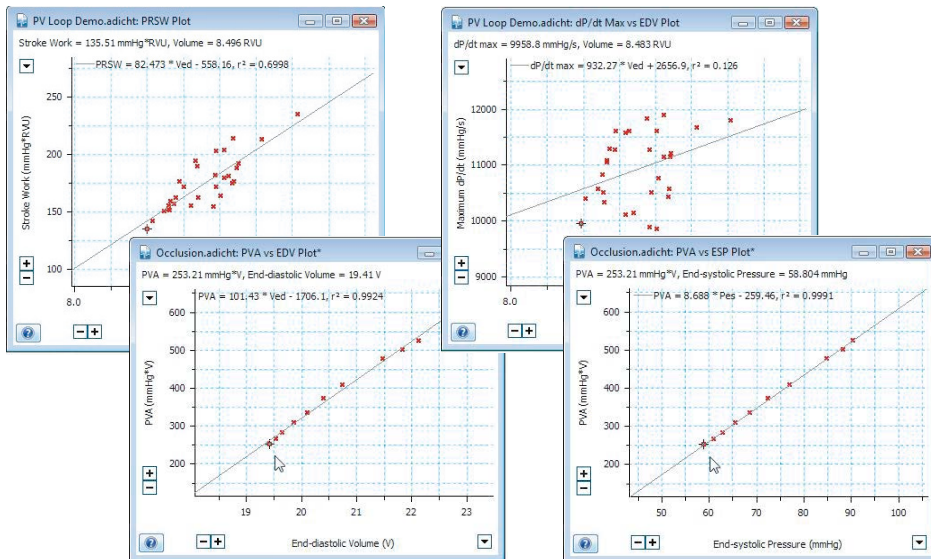 PV Loop Demo.adicht: PRSW Plot
Stroke Work = 135.51 mmHg*RVU, Volume = 8.496 RVU
PRSW = 82.473 * Ved - 558.16, r² = 0.6998
250
200
150
100
Stroke Work (mmHg*RVU)
8.0
PV Loop Demo.adicht: dP/dt Max vs EDV Plot
dP/dt max = 9958.8 mmHg/s, Volume = 8.483 RVU
dP/dt max = 932.27 * Ved + 2656.9, r² = 0.126
12000
11000
10000
9000
Maximum dP/dt (mmHg/s)
8.0
Occlusion.adicht: PVA vs EDV Plot*
PVA = 253.21 mmHg*V, End-diastolic Volume = 19.41 V
PVA = 101.43 * Ved - 1706.1, r² = 0.9924
600
500
400
300
200
PVA (mmHg*V)
19 20 21 22 23
End-diastolic Volume (V)
Occlusion.adicht: PVA vs ESP Plot*
PVA = 253.21 mmHg*V, End-systolic Pressure = 58.804 mmHg
PVA = 8.688 * Pes - 259.46, r² = 0.9991
600
500
400
300
200
PVA (mmHg*V)
50 60 70 80 90 100
End-systolic Pressure (mmHg)